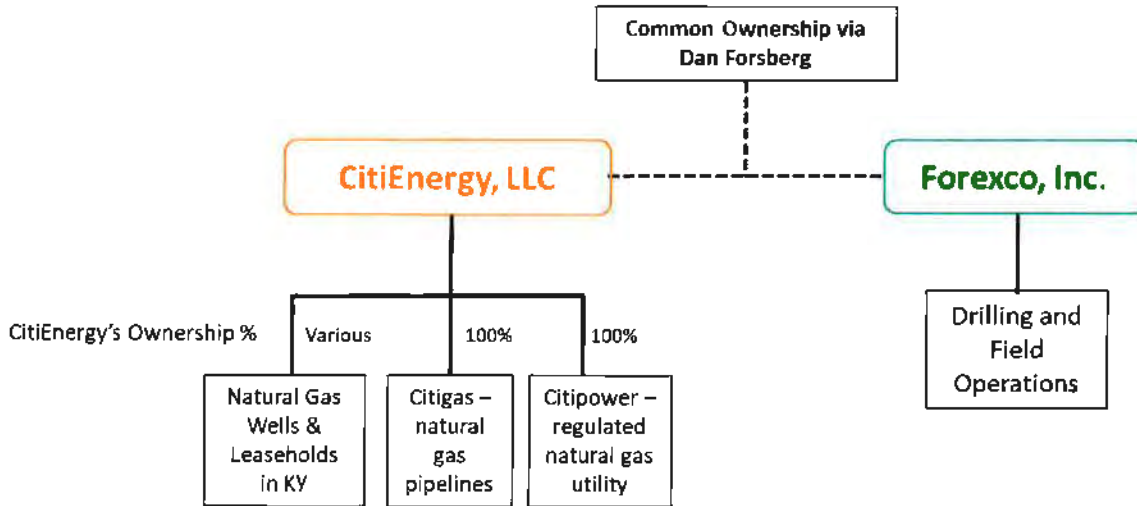 Common Ownership via
Dan Forsberg
CitiEnergy, LLC
Forexco, Inc.
CitiEnergy's Ownership %
Various
100%
100%
Natural Gas
Wells &
Leaseholds
in KY
Citigas –
natural
gas
pipelines
Citipower –
regulated
natural gas
utility
Drilling and
Field
Operations